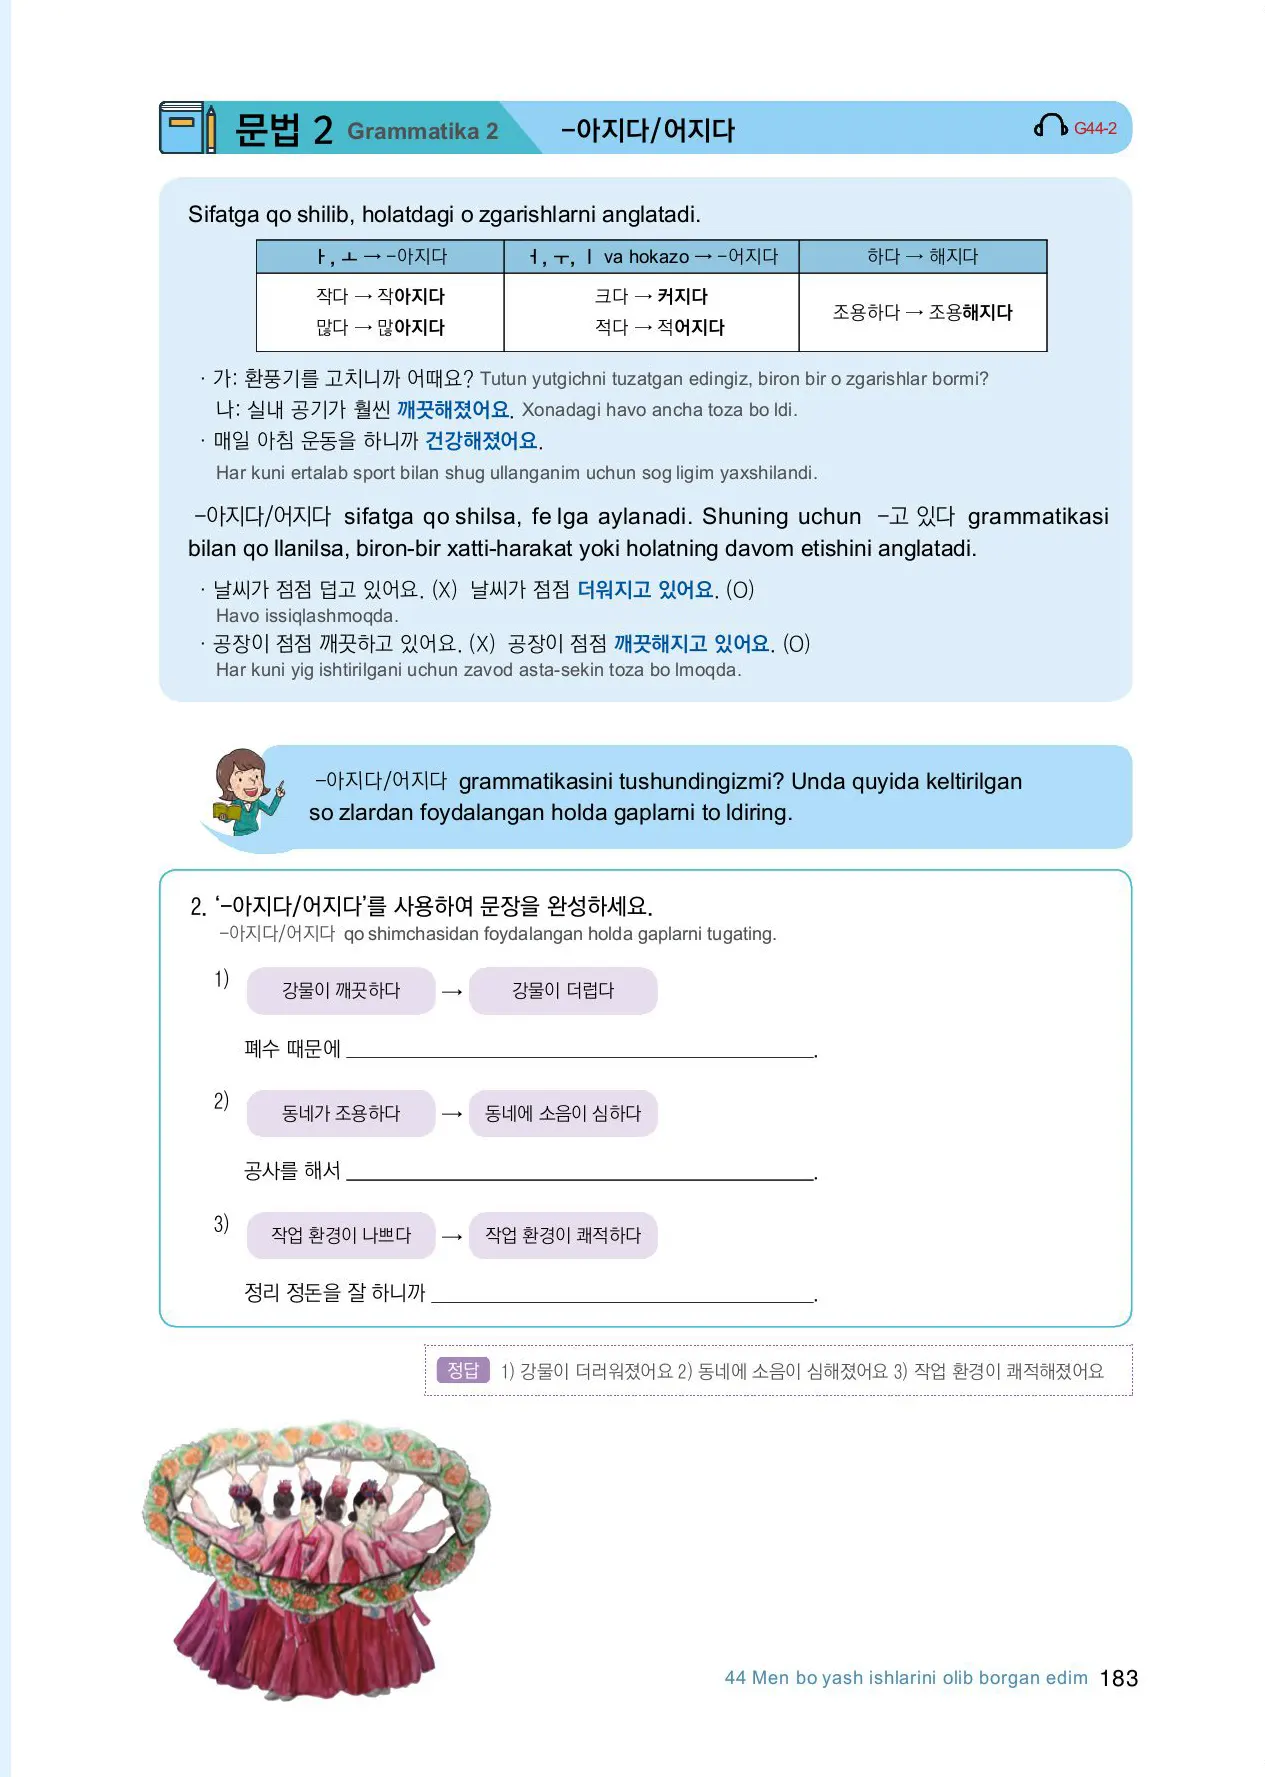 문법 2 Grammatika 2 -아지다/어지다 G44-2
Sifatga qo shilib, holatdagi o zgarishlarni anglatadi.
ㅏ, ㅗ → -아지다 ㅓ, ㅜ, ㅣ va hokazo → -어지다 하다 → 해지다
작다 → 작아지다 크다 → 커지다
많다 → 많아지다 적다 → 적어지다
조용하다 → 조용해지다
· 가: 환풍기를 고치니까 어때요? Tutun yutgichni tuzatgan edingiz, biron bir o zgarishlar bormi?
나: 실내 공기가 훨씬 깨끗해졌어요. Xonadagi havo ancha toza bo ldi.
· 매일 아침 운동을 하니까 건강해졌어요.
Har kuni ertalab sport bilan shug ullanganim uchun sog ligim yaxshilandi.
-아지다/어지다 sifatga qo shilsa, fe lga aylanadi. Shuning uchun -고 있다 grammatikasi
bilan qo llanilsa, biron-bir xatti-harakat yoki holatning davom etishini anglatadi.
· 날씨가 점점 덥고 있어요. (X) 날씨가 점점 더워지고 있어요. (O)
Havo issiqlashmoqda.
· 공장이 점점 깨끗하고 있어요. (X) 공장이 점점 깨끗해지고 있어요. (O)
Har kuni yig ishtirilgani uchun zavod asta-sekin toza bo lmoqda.
-아지다/어지다 grammatikasini tushundingizmi? Unda quyida keltirilgan
so zlardan foydalangan holda gaplarni to ldiring.
2. ‘-아지다/어지다’를 사용하여 문장을 완성하세요.
-아지다/어지다 qo shimchasidan foydalangan holda gaplarni tugating.
1) 강물이 깨끗하다 → 강물이 더럽다
폐수 때문에 ______________________.
2) 동네가 조용하다 → 동네에 소음이 심하다
공사를 해서 ______________________.
3) 작업 환경이 나쁘다 → 작업 환경이 쾌적하다
정리 정돈을 잘 하니까 ______________________.
정답 1) 강물이 더러워졌어요 2) 동네에 소음이 심해졌어요 3) 작업 환경이 쾌적해졌어요
44 Men bo yash ishlarini olib borgan edim 183